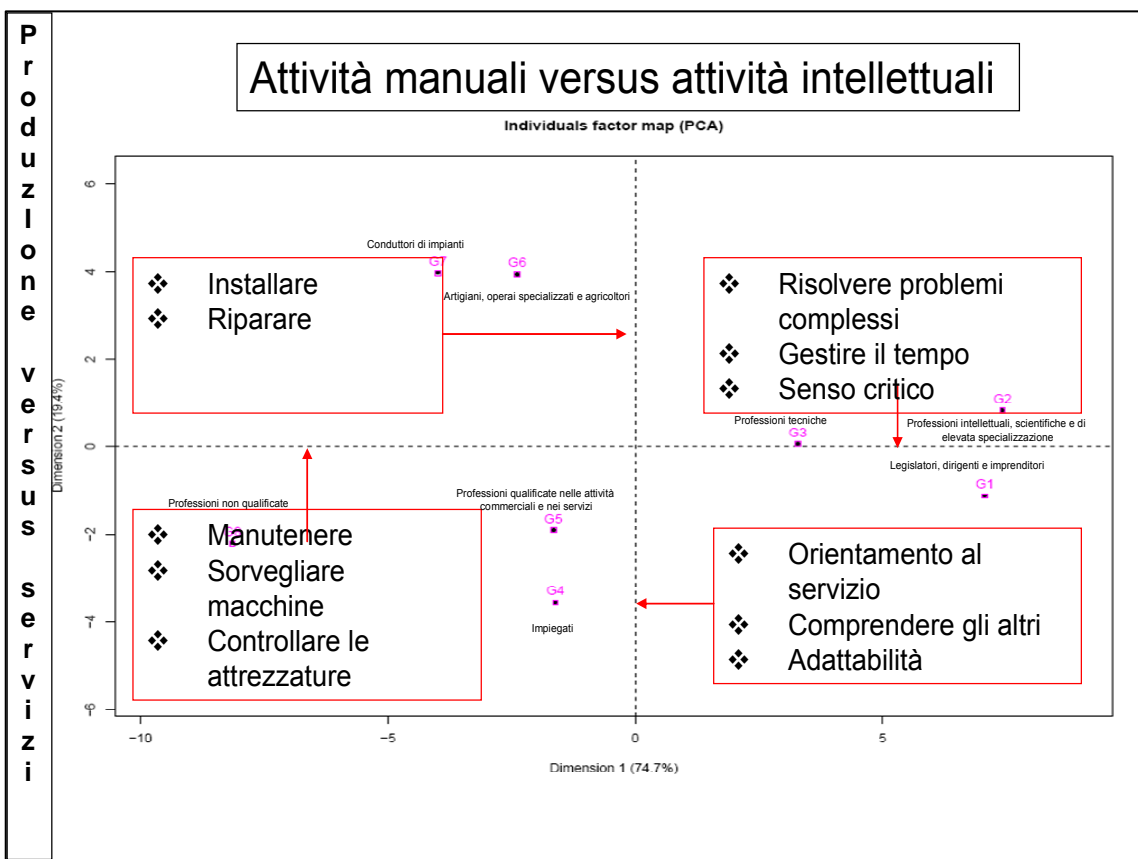 ProduzIone versus servizi
Attività manuali versus attività intellettuali
Individuals factor map (PCA)
6
4
2
0
−2
−4
−6
Dimension 2 (19.4%)
Conduttori di impianti
G7
G6
Artigiani, operai specializzati e agricoltori
❖ Installare
❖ Riparare
❖ Risolvere problemi
complessi
❖ Gestire il tempo
❖ Senso critico
G2
Professioni intellettuali, scientifiche e di
elevata specializzazione
Professioni tecniche
G3
Legislatori, dirigenti e imprenditori
G1
Professioni non qualificate
Professioni qualificate nelle attività
commerciali e nei servizi
G5
G4
Impiegati
❖ Manutenere
❖ Sorvegliare
macchine
❖ Controllare le
attrezzature
❖ Orientamento al
servizio
❖ Comprendere gli altri
❖ Adattabilità
−10
−5
0
5
Dimension 1 (74.7%)